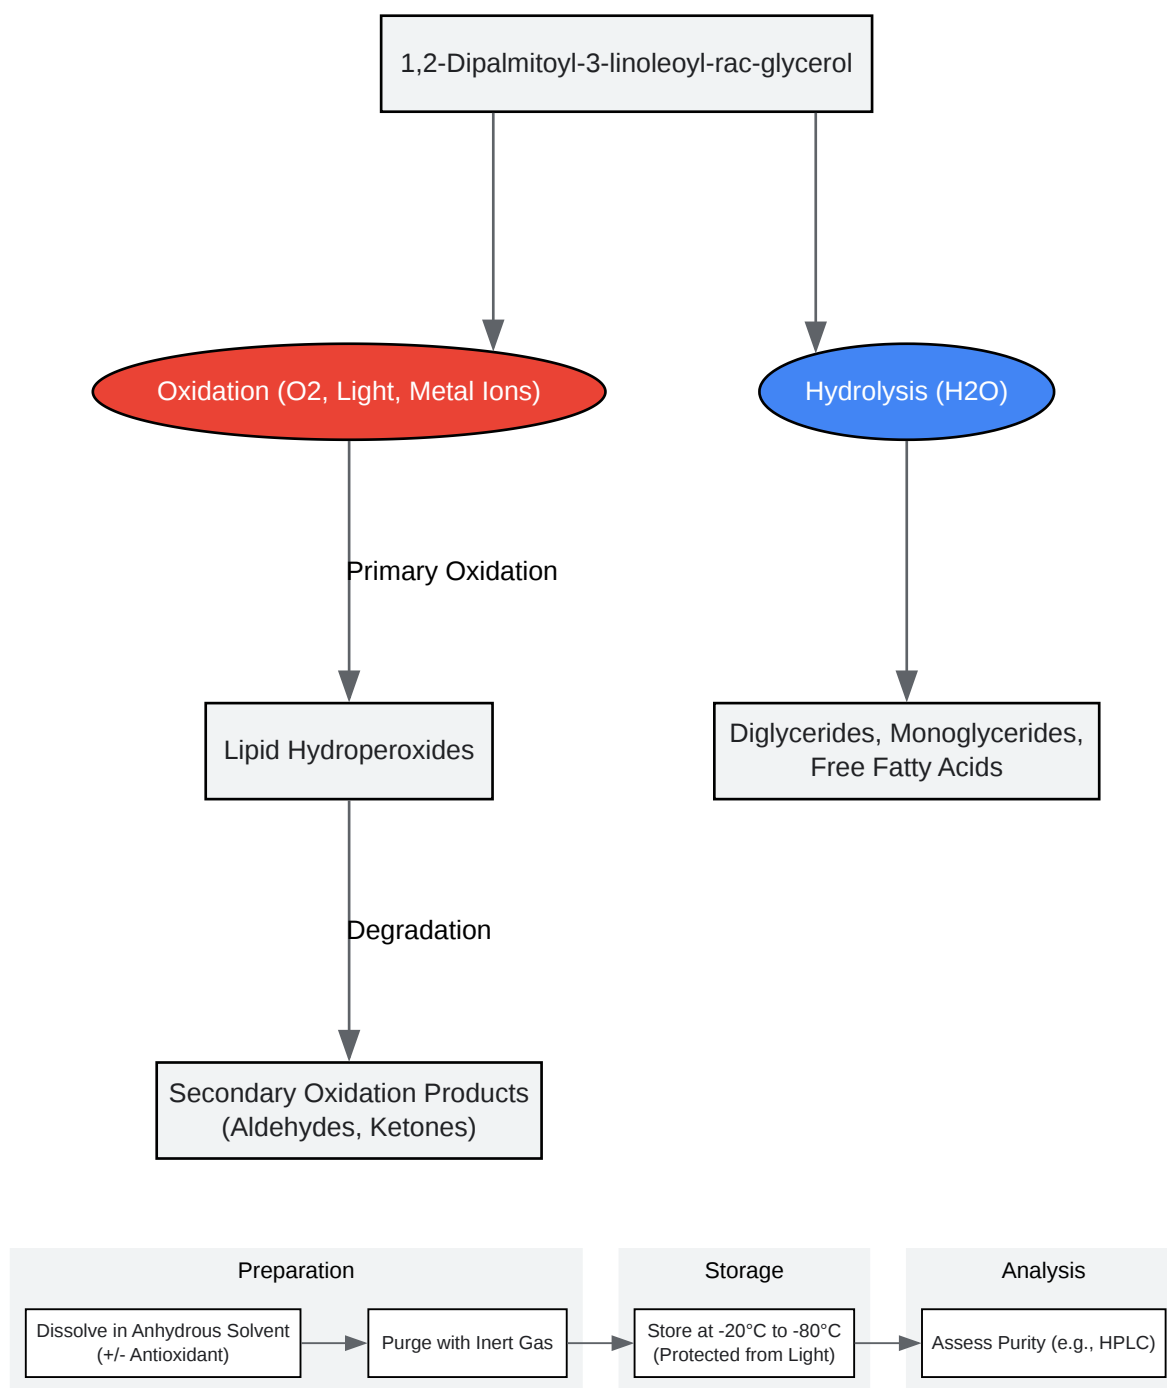 1,2-Dipalmitoyl-3-linoleoyl-rac-glycerol
Oxidation (O2, Light, Metal Ions)
Hydrolysis (H2O)
Primary Oxidation
Lipid Hydroperoxides
Diglycerides, Monoglycerides,
Free Fatty Acids
Degradation
Secondary Oxidation Products
(Aldehydes, Ketones)
Preparation
Dissolve in Anhydrous Solvent
(+/- Antioxidant)
Purge with Inert Gas
Storage
Store at -20°C to -80°C
(Protected from Light)
Analysis
Assess Purity (e.g., HPLC)